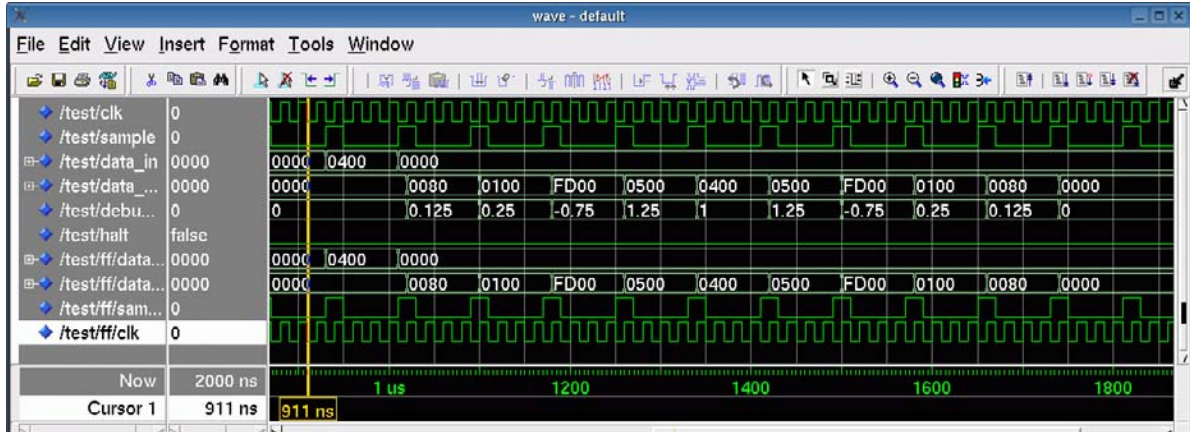 wave - default
File Edit View Insert Format Tools Window
/test/clk 0
/test/sample 0
/test/data_in 0000 0000 0400 0000
/test/data_... 0000 0000 0080 0100 FD00 0500 0400 0500 FD00 0100 0080 0000
/test/debu... 0 0 0.125 0.25 -0.75 1.25 1 1.25 -0.75 0.25 0.125 0
/test/halt false
/test/ff/data... 0000 0000 0400 0000
/test/ff/data... 0000 0000 0080 0100 FD00 0500 0400 0500 FD00 0100 0080 0000
/test/ff/sam... 0
/test/ff/clk 0
Now 2000 ns 1 us 1200 1400 1600 1800
Cursor 1 911 ns 911 ns